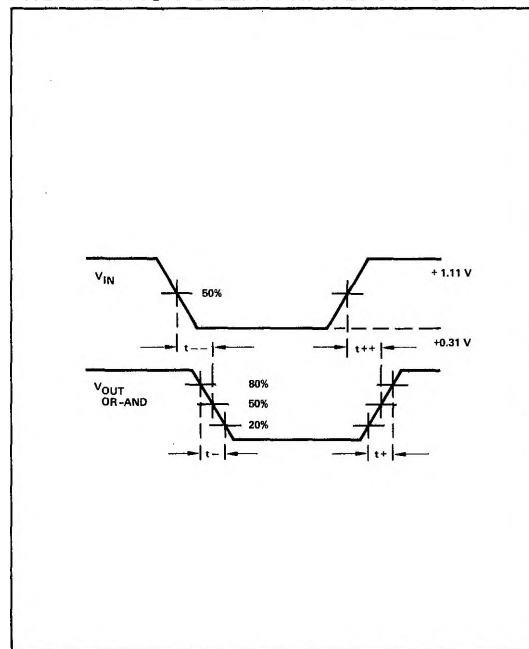 VIN
50%
+ 1.11 V
+0.31 V
t--
t++
VOUT
OR-AND
80%
50%
20%
t-
t+